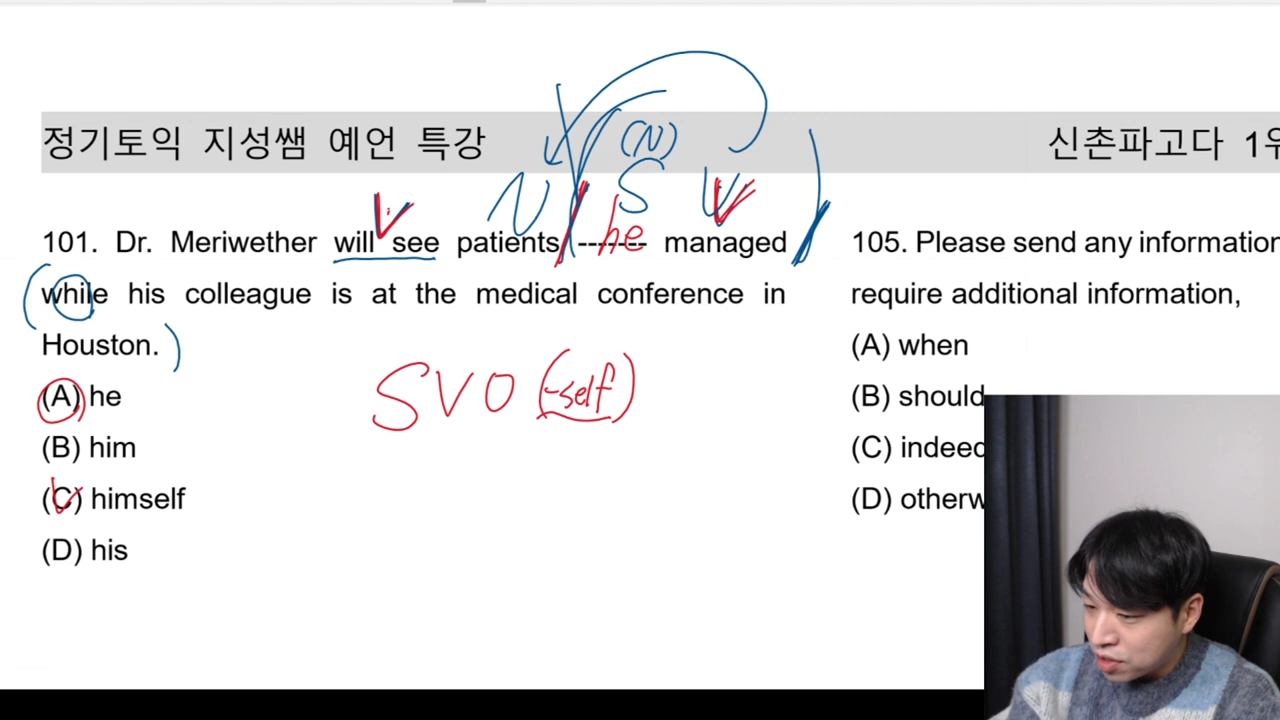 정기토익 지성쌤 예언 특강
신촌파고다 1위
(N)
N S V
he
101. Dr. Meriwether will see patients ------- managed
while his colleague is at the medical conference in
Houston.
(A) he
(B) him
(C) himself
(D) his
S V O (-self)
105. Please send any information
require additional information,
(A) when
(B) should
(C) indeed
(D) otherw